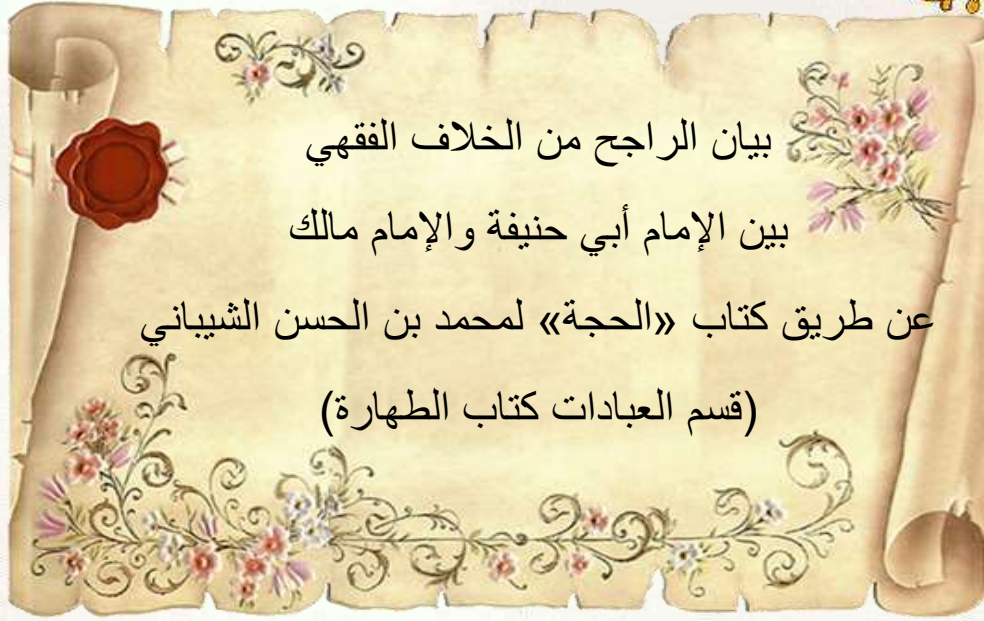 بيان الراجح من الخلاف الفقهي
بين الإمام أبي حنيفة والإمام مالك
عن طريق كتاب «الحجة» لمحمد بن الحسن الشيباني
(قسم العبادات كتاب الطهارة)